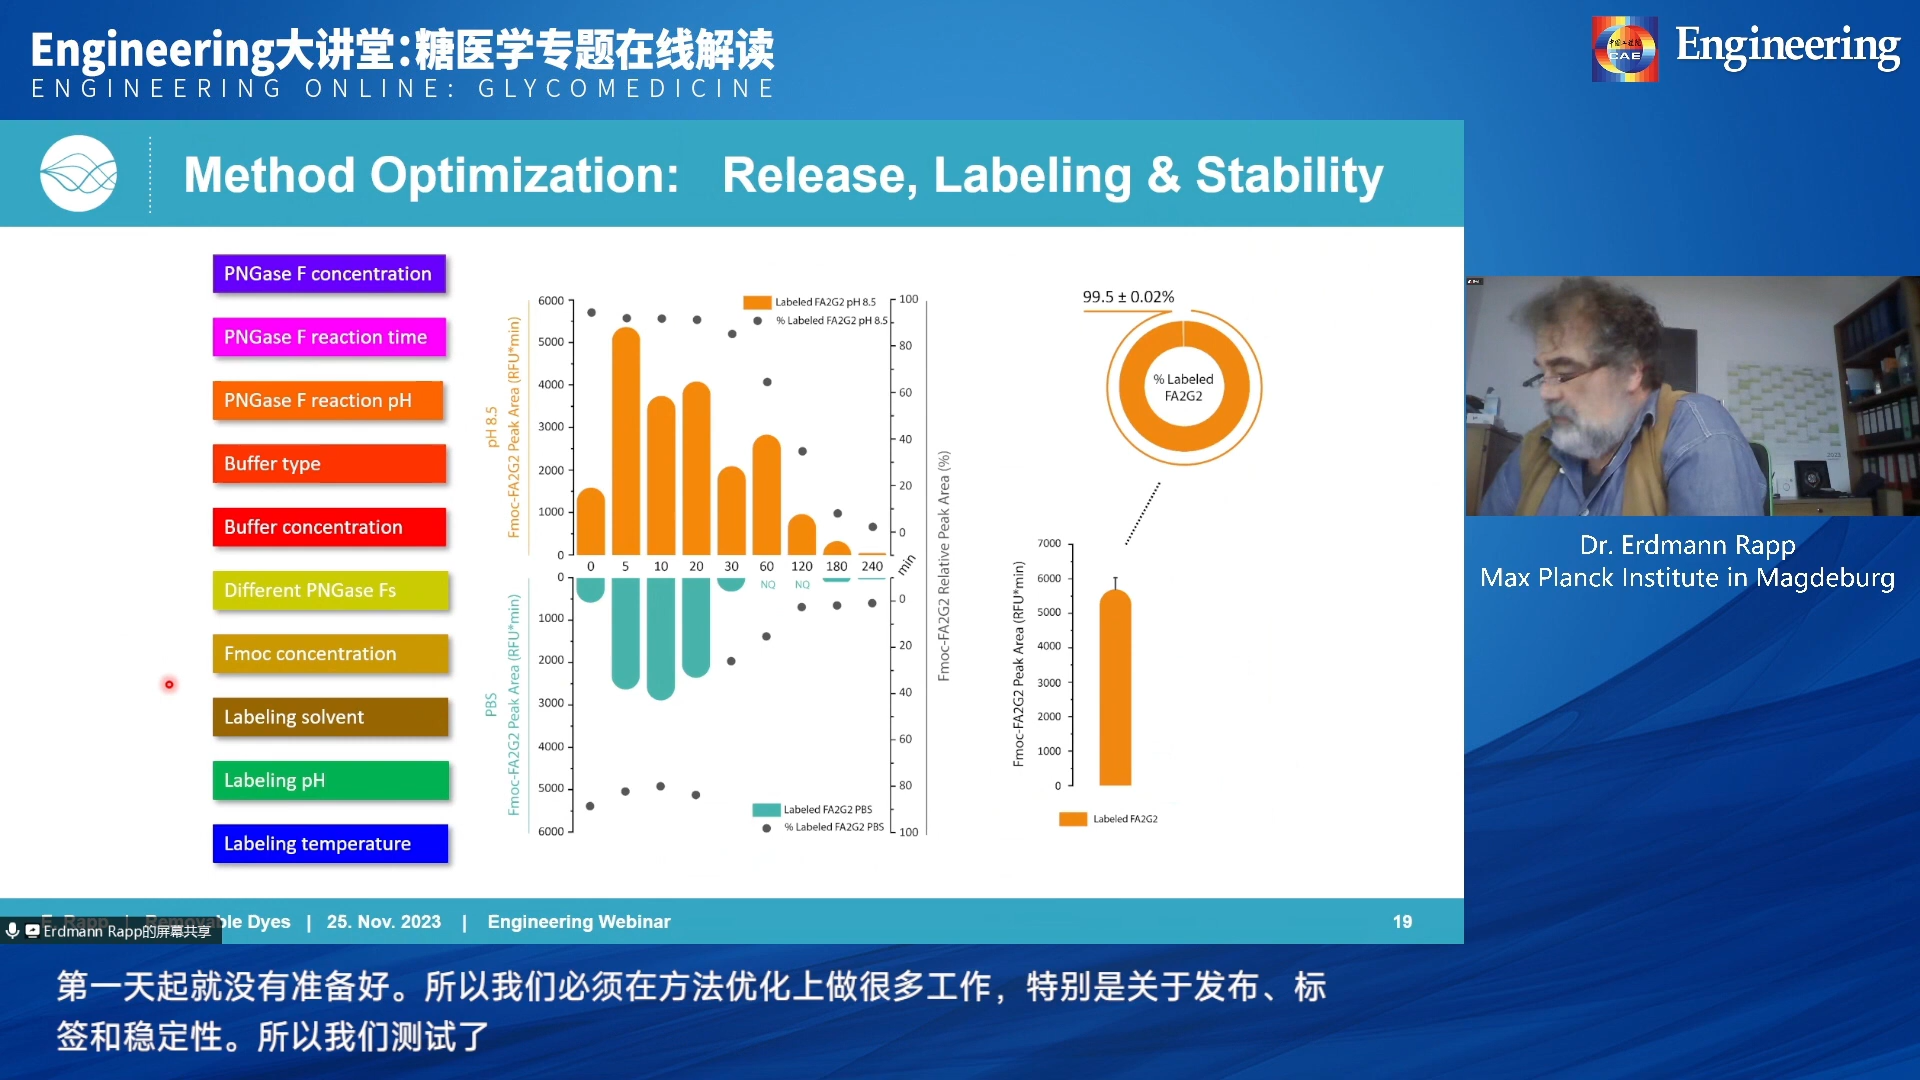 Engineering大讲堂:糖医学专题在线解读
ENGINEERING ONLINE: GLYCOMEDICINE
中国工程院
CAE
Engineering
Method Optimization: Release, Labeling & Stability
PNGase F concentration
PNGase F reaction time
PNGase F reaction pH
Buffer type
Buffer concentration
Different PNGase Fs
Fmoc concentration
Labeling solvent
Labeling pH
Labeling temperature
pH 8.5
Fmoc-FA2G2 Peak Area (RFU*min)
6000
5000
4000
3000
2000
1000
0
Labeled FA2G2 pH 8.5
% Labeled FA2G2 pH 8.5
100
80
60
40
20
0
0 5 10 20 30 60 120 180 240 min
NQ NQ
PBS
Fmoc-FA2G2 Peak Area (RFU*min)
0
1000
2000
3000
4000
5000
6000
0
20
40
60
80
100
Labeled FA2G2 PBS
% Labeled FA2G2 PBS
Fmoc-FA2G2 Relative Peak Area (%)
99.5 ± 0.02%
% Labeled
FA2G2
Fmoc-FA2G2 Peak Area (RFU*min)
7000
6000
5000
4000
3000
2000
1000
0
Labeled FA2G2
Dr. Erdmann Rapp
Max Planck Institute in Magdeburg
E. Rapp | Removable Dyes | 25. Nov. 2023 | Engineering Webinar
19
Erdmann Rapp的屏幕共享
第一天起就没有准备好。所以我们必须在方法优化上做很多工作，特别是关于发布、标
签和稳定性。所以我们测试了